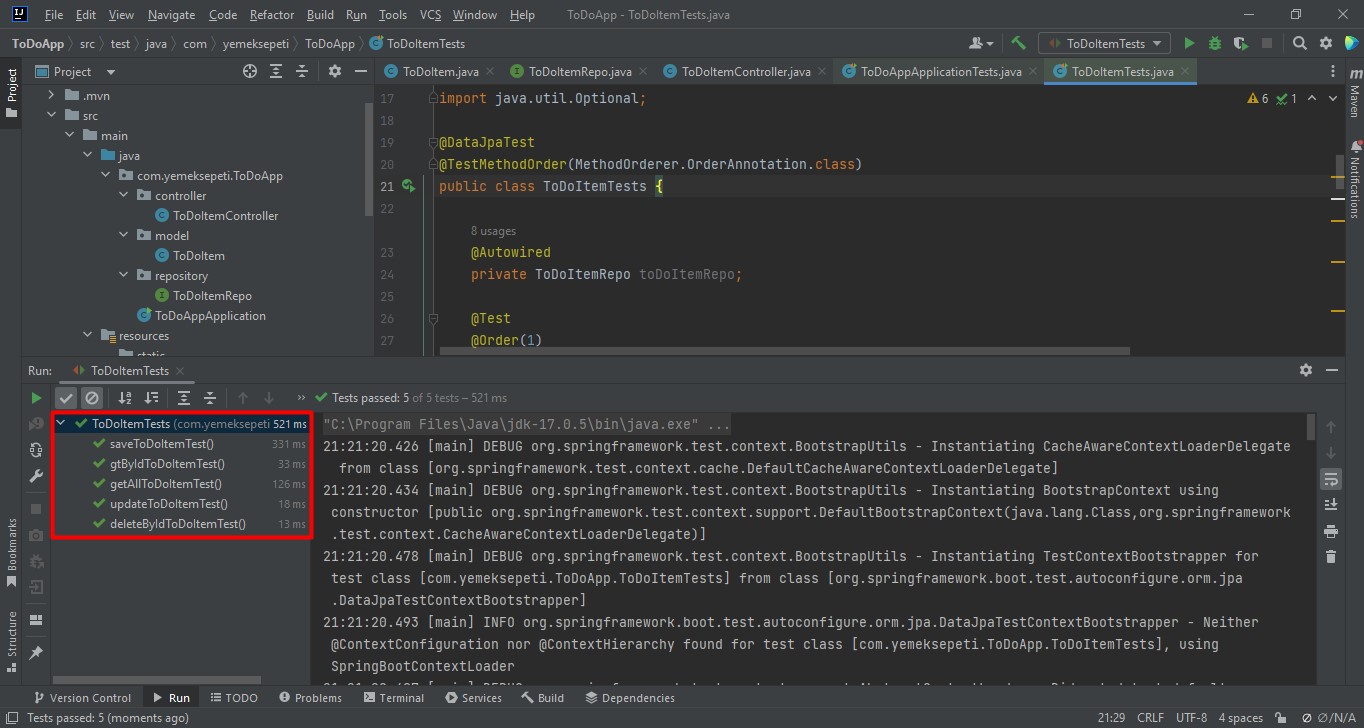 IJ File Edit View Navigate Code Refactor Build Run Tools VCS Window Help ToDoApp - ToDoItemTests.java
ToDoApp src test java com yemeksepeti ToDoApp ToDoItemTests ToDoItemTests
Project Project ToDoItem.java ToDoItemRepo.java ToDoItemController.java ToDoAppApplicationTests.java ToDoItemTests.java
.mvn
src
main
java
com.yemeksepeti.ToDoApp
controller
ToDoItemController
model
ToDoItem
repository
ToDoItemRepo
ToDoAppApplication
resources
static
17 import java.util.Optional;
6 1
18
19 @DataJpaTest
20 @TestMethodOrder(MethodOrderer.OrderAnnotation.class)
21 public class ToDoItemTests {
22
8 usages
23 @Autowired
24 private ToDoItemRepo toDoItemRepo;
25
26 @Test
27 @Order(1)
m Maven
Notifications
Run: ToDoItemTests
Tests passed: 5 of 5 tests – 521 ms
ToDoItemTests (com.yemeksepeti 521 ms
saveToDoItemTest() 331 ms
gtByIdToDoItemTest() 33 ms
getAllToDoItemTest() 126 ms
updateToDoItemTest() 18 ms
deleteByIdToDoItemTest() 13 ms
"C:\Program Files\Java\jdk-17.0.5\bin\java.exe" ...
21:21:20.426 [main] DEBUG org.springframework.test.context.BootstrapUtils - Instantiating CacheAwareContextLoaderDelegate
from class [org.springframework.test.context.cache.DefaultCacheAwareContextLoaderDelegate]
21:21:20.434 [main] DEBUG org.springframework.test.context.BootstrapUtils - Instantiating BootstrapContext using
constructor [public org.springframework.test.context.support.DefaultBootstrapContext(java.lang.Class,org.springframework
.test.context.CacheAwareContextLoaderDelegate)]
21:21:20.478 [main] DEBUG org.springframework.test.context.BootstrapUtils - Instantiating TestContextBootstrapper for
test class [com.yemeksepeti.ToDoApp.ToDoItemTests] from class [org.springframework.boot.test.autoconfigure.orm.jpa
.DataJpaTestContextBootstrapper]
21:21:20.493 [main] INFO org.springframework.boot.test.autoconfigure.orm.jpa.DataJpaTestContextBootstrapper - Neither
@ContextConfiguration nor @ContextHierarchy found for test class [com.yemeksepeti.ToDoApp.ToDoItemTests], using
SpringBootContextLoader
Bookmarks
Structure
Version Control Run TODO Problems Terminal Services Build Dependencies
Tests passed: 5 (moments ago) 21:29 CRLF UTF-8 4 spaces Ø/N/A